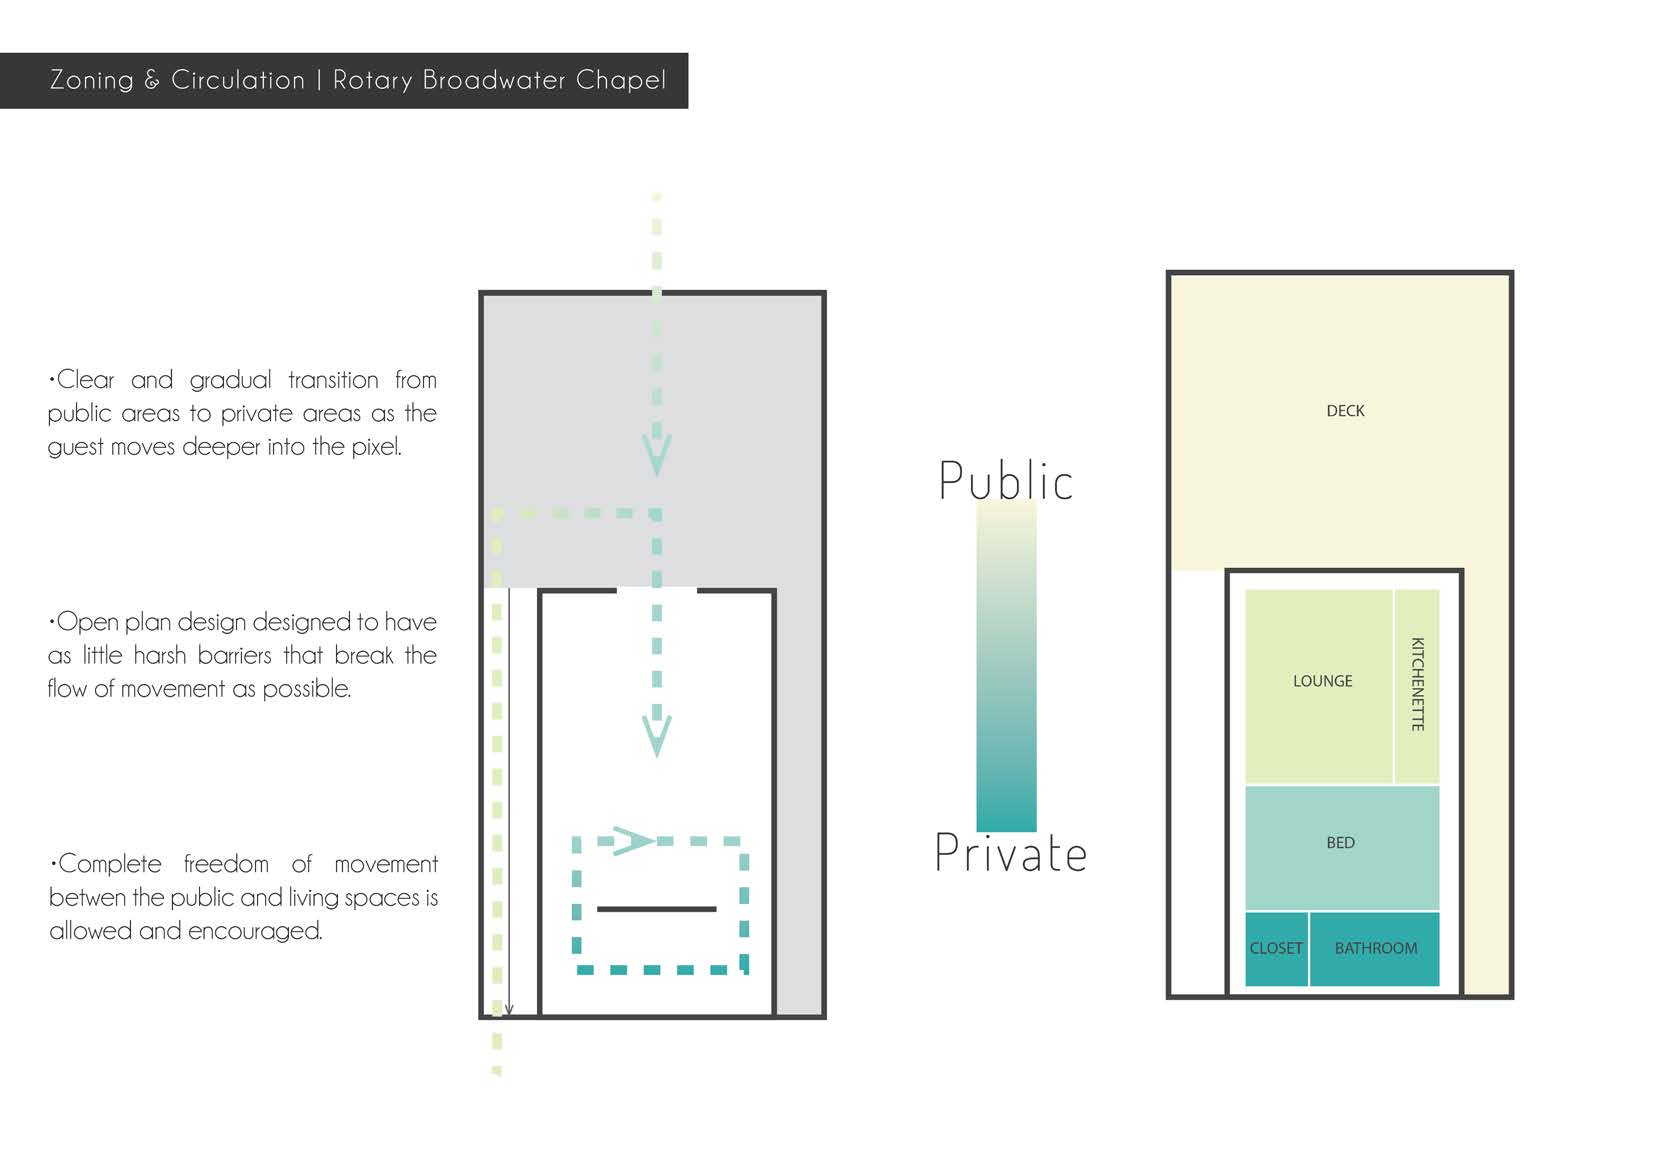 Zoning & Circulation | Rotary Broadwater Chapel
•Clear and gradual transition from
public areas to private areas as the
guest moves deeper into the pixel.
•Open plan design designed to have
as little harsh barriers that break the
flow of movement as possible.
•Complete freedom of movement
betwen the public and living spaces is
allowed and encouraged.
Public
Private
DECK
LOUNGE
KITCHENETTE
BED
CLOSET
BATHROOM